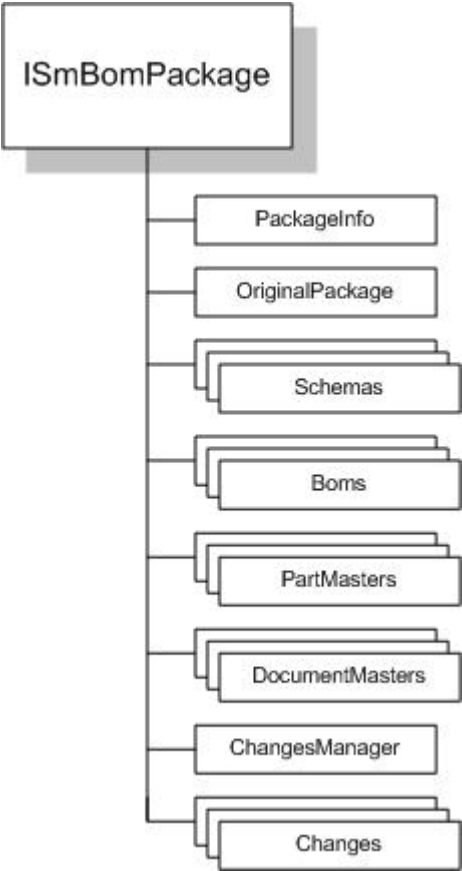 ISmBomPackage
PackageInfo
OriginalPackage
Schemas
Boms
PartMasters
DocumentMasters
ChangesManager
Changes